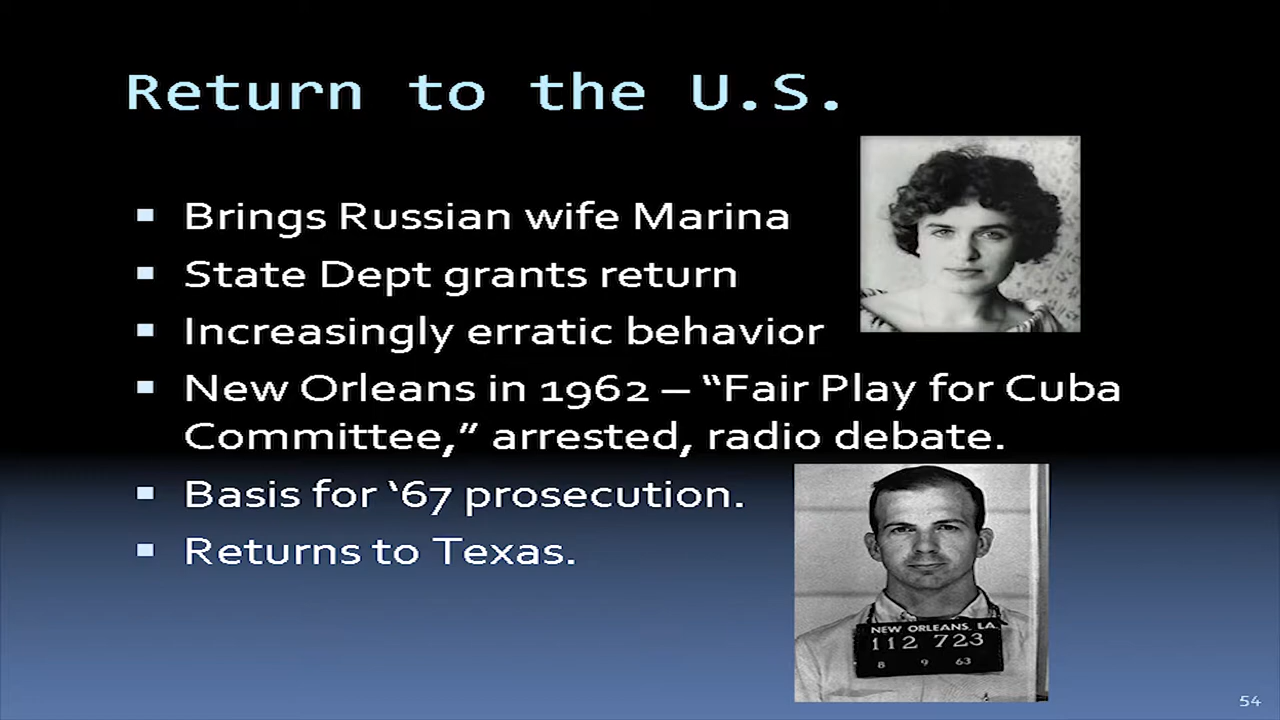 Return to the U.S.
Brings Russian wife Marina
State Dept grants return
Increasingly erratic behavior
New Orleans in 1962 – “Fair Play for Cuba
Committee,” arrested, radio debate.
Basis for ‘67 prosecution.
Returns to Texas.
NEW ORLEANS, LA.
112 723
8 9 63
54